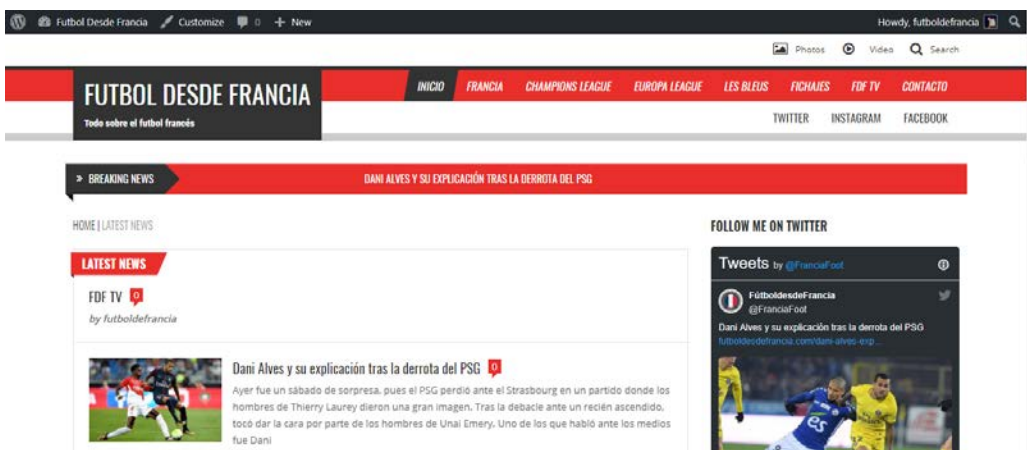 Futbol Desde Francia Customize 0 New Howdy, futboldefrancia
Photos Video Search
FUTBOL DESDE FRANCIA
Todo sobre el futbol francés
INICIO FRANCIA CHAMPIONS LEAGUE EUROPA LEAGUE LES BLEUS FICHAJES FDF TV CONTACTO
TWITTER INSTAGRAM FACEBOOK
» BREAKING NEWS DANI ALVES Y SU EXPLICACIÓN TRAS LA DERROTA DEL PSG
HOME | LATEST NEWS
LATEST NEWS
FDF TV 0
by futboldefrancia
Dani Alves y su explicación tras la derrota del PSG 0
Ayer fue un sábado de sorpresa, pues el PSG perdió ante el Strasbourg en un partido donde los
hombres de Thierry Laurey dieron una gran imagen. Tras la debacle ante un recién ascendido,
tocó dar la cara por parte de los hombres de Unai Emery. Uno de los que habló ante los medios
fue Dani
FOLLOW ME ON TWITTER
Tweets by @FranciaFoot
FútboldesdeFrancia
@FranciaFoot
Dani Alves y su explicación tras la derrota del PSG
futboldesdefrancia.com/dani-alves-exp...
es